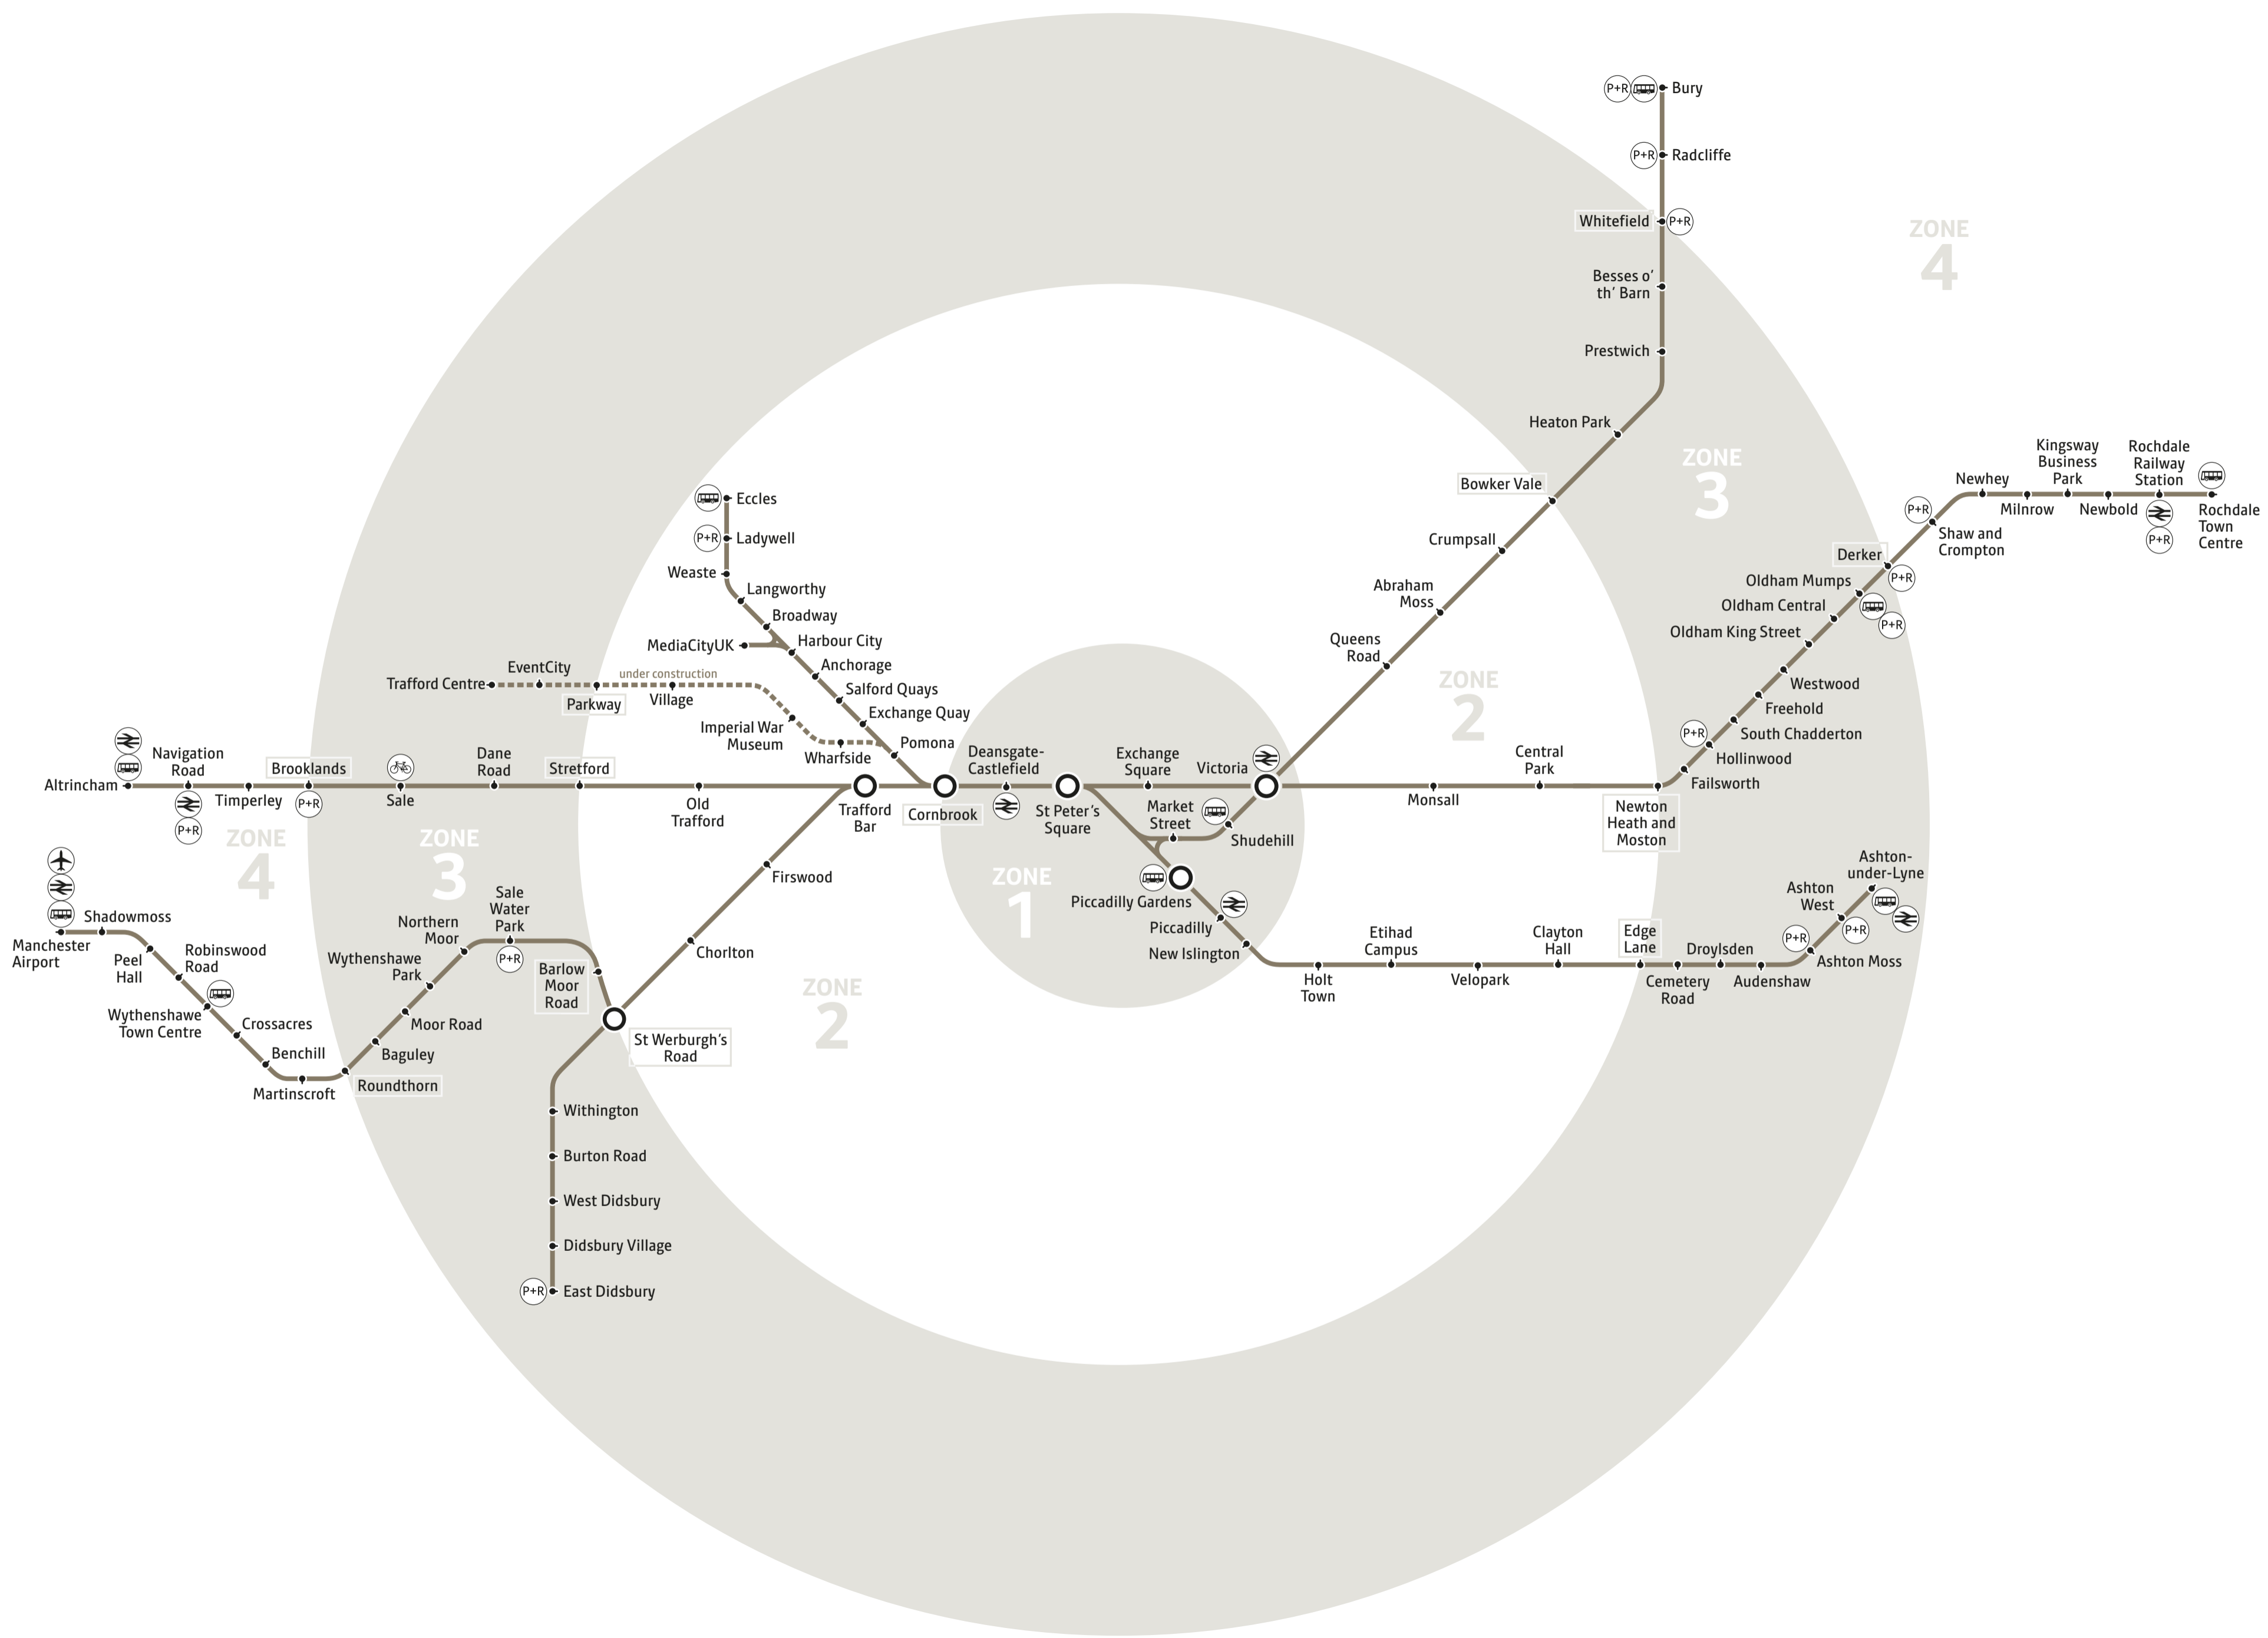 P+R
Bury
P+R
Radcliffe
Whitefield
P+R
Besses o'
th' Barn
Prestwich
Heaton Park
Bowker Vale
Crumpsall
Abraham
Moss
Queens
Road
ZONE
4
ZONE
3
ZONE
2
Rochdale
Town
Centre
Rochdale
Railway
Station
P+R
Newbold
Kingsway
Business
Park
Milnrow
Newhey
P+R
Shaw and
Crompton
Derker
P+R
Oldham Mumps
P+R
Oldham Central
Oldham King Street
Westwood
Freehold
South Chadderton
P+R
Hollinwood
Failsworth
Newton
Heath and
Moston
Central
Park
Monsall
Eccles
P+R
Ladywell
Weaste
Langworthy
Broadway
MediaCityUK
Harbour City
Anchorage
Salford Quays
Exchange Quay
Pomona
Trafford Centre
EventCity
Parkway
under construction
Village
Imperial War
Museum
Wharfside
Altrincham
Navigation
Road
P+R
Timperley
Brooklands
P+R
Sale
Dane
Road
Stretford
Old
Trafford
Trafford
Bar
Cornbrook
Deansgate-
Castlefield
St Peter's
Square
Exchange
Square
Victoria
Market
Street
Shudehill
ZONE
1
Piccadilly Gardens
Piccadilly
New Islington
Holt
Town
Etihad
Campus
Velopark
Clayton
Hall
Edge
Lane
Cemetery
Road
Droylsden
Audenshaw
P+R
Ashton Moss
Ashton
West
P+R
Ashton-
under-Lyne
ZONE
4
ZONE
3
ZONE
2
Firswood
Chorlton
St Werburgh's
Road
Barlow
Moor
Road
Sale
Water
Park
P+R
Northern
Moor
Wythenshawe
Park
Moor Road
Baguley
Roundthorn
Martinscroft
Benchill
Crossacres
Wythenshawe
Town Centre
Robinswood
Road
Peel
Hall
Shadowmoss
Manchester
Airport
Withington
Burton Road
West Didsbury
Didsbury Village
P+R
East Didsbury